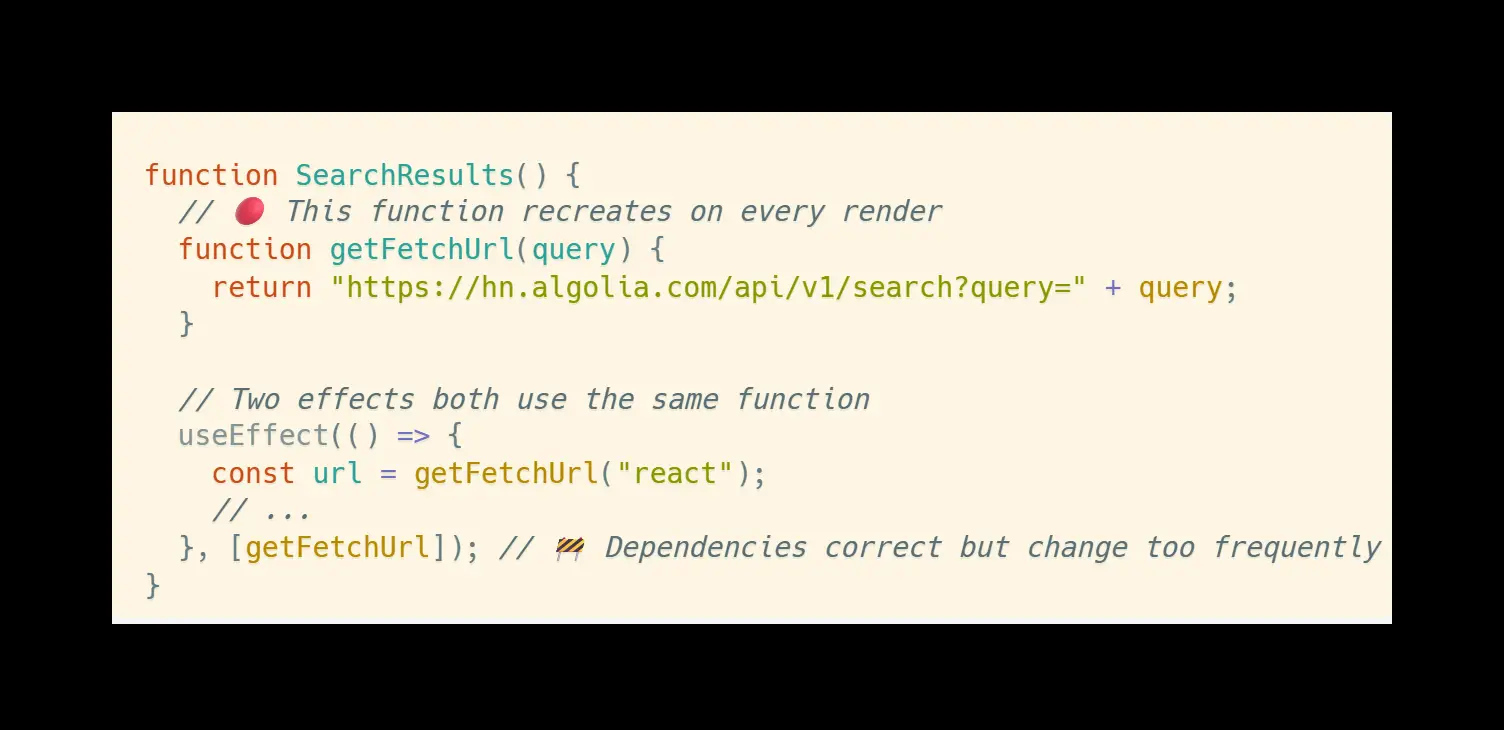 function SearchResults() {
  // 🔴 This function recreates on every render
  function getFetchUrl(query) {
    return "https://hn.algolia.com/api/v1/search?query=" + query;
  }

  // Two effects both use the same function
  useEffect(() => {
    const url = getFetchUrl("react");
    // ...
  }, [getFetchUrl]); // 🚧 Dependencies correct but change too frequently
}